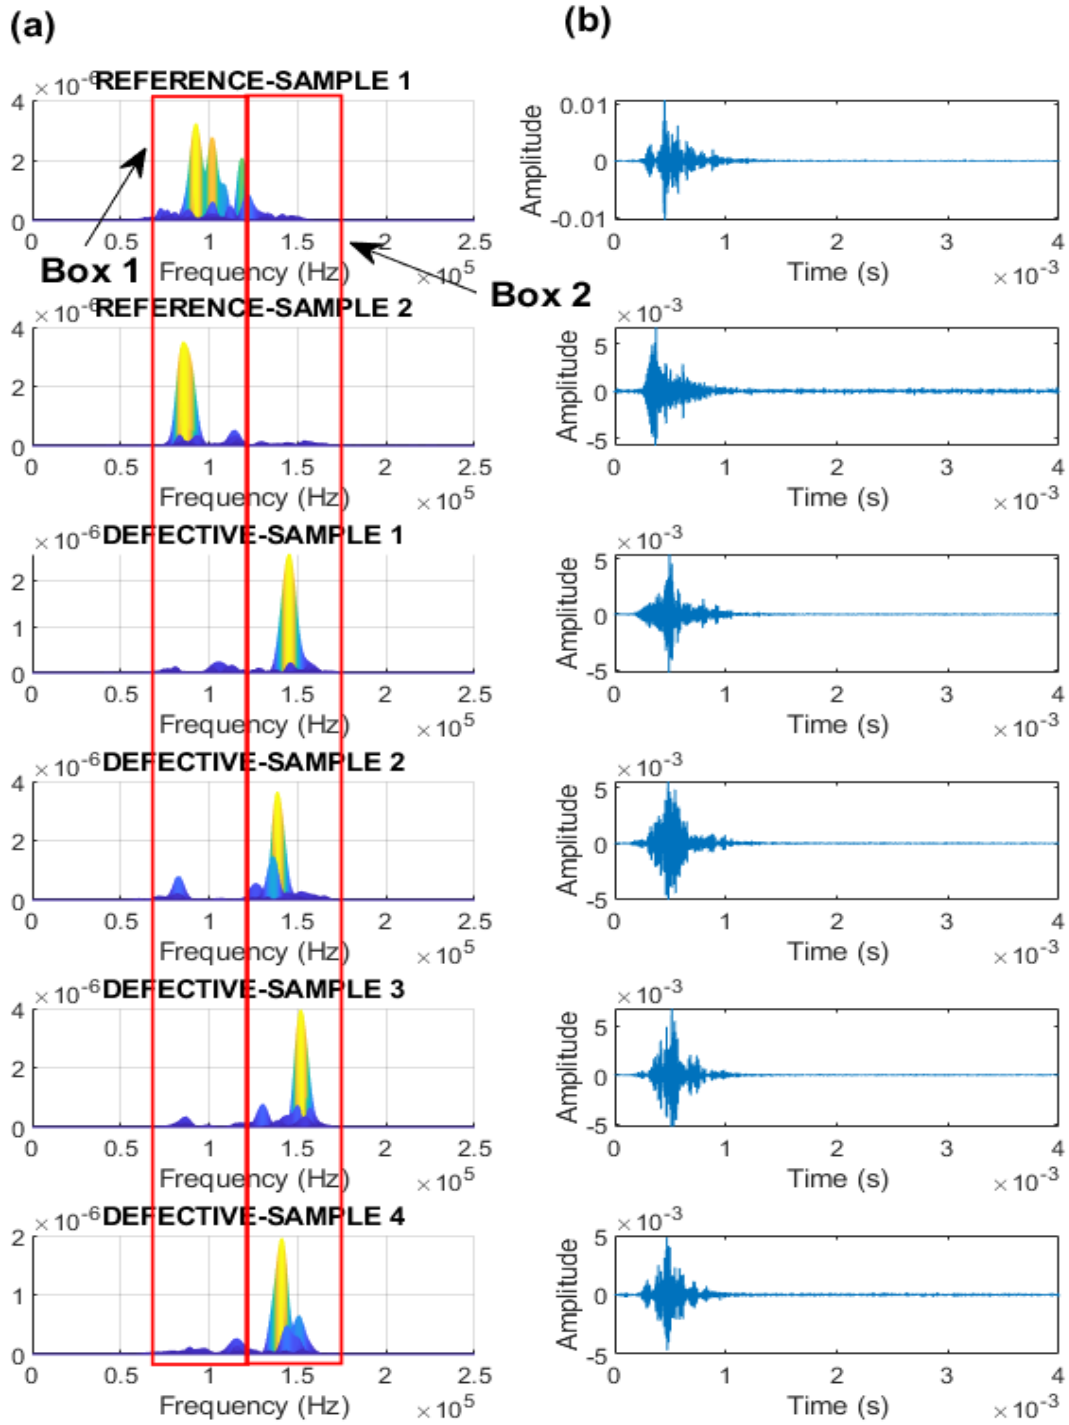 (a) (b)
× 10⁻⁶ REFERENCE-SAMPLE 1
4
2
0
0 0.5 1 1.5 2 2.5
Frequency (Hz) × 10⁵
Box 1
Box 2
0.01
0
-0.01
Amplitude
0 1 2 3 4
Time (s) × 10⁻³
× 10⁻⁶ REFERENCE-SAMPLE 2
4
2
0
0 0.5 1 1.5 2 2.5
Frequency (Hz) × 10⁵
× 10⁻³
5
0
-5
Amplitude
0 1 2 3 4
Time (s) × 10⁻³
× 10⁻⁶ DEFECTIVE-SAMPLE 1
2
1
0
0 0.5 1 1.5 2 2.5
Frequency (Hz) × 10⁵
× 10⁻³
5
0
-5
Amplitude
0 1 2 3 4
Time (s) × 10⁻³
× 10⁻⁶ DEFECTIVE-SAMPLE 2
4
2
0
0 0.5 1 1.5 2 2.5
Frequency (Hz) × 10⁵
× 10⁻³
5
0
-5
Amplitude
0 1 2 3 4
Time (s) × 10⁻³
× 10⁻⁶ DEFECTIVE-SAMPLE 3
4
2
0
0 0.5 1 1.5 2 2.5
Frequency (Hz) × 10⁵
× 10⁻³
5
0
-5
Amplitude
0 1 2 3 4
Time (s) × 10⁻³
× 10⁻⁶ DEFECTIVE-SAMPLE 4
2
1
0
0 0.5 1 1.5 2 2.5
Frequency (Hz) × 10⁵
× 10⁻³
5
0
-5
Amplitude
0 1 2 3 4
Time (s) × 10⁻³